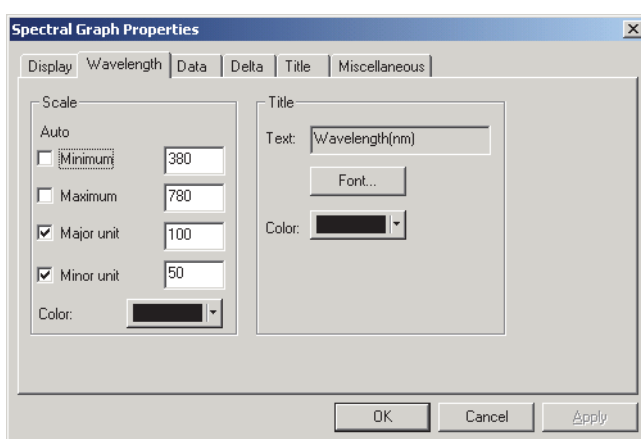 Spectral Graph Properties
Display Wavelength Data Delta Title Miscellaneous
Scale
Auto
Minimum 380
Maximum 780
Major unit 100
Minor unit 50
Color:
Title
Text: Wavelength(nm)
Font...
Color:
OK Cancel Apply